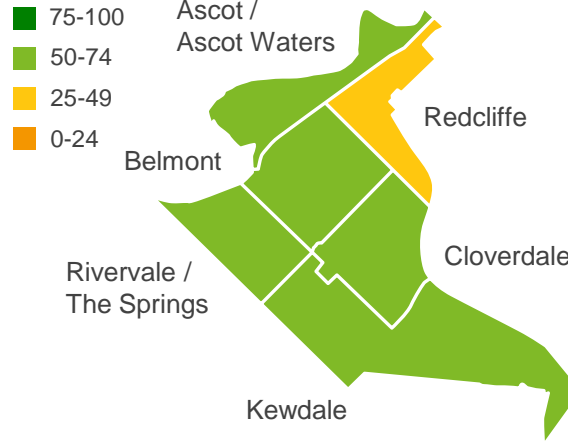 75-100
50-74
25-49
0-24
Ascot /
Ascot Waters
Redcliffe
Belmont
Cloverdale
Rivervale /
The Springs
Kewdale